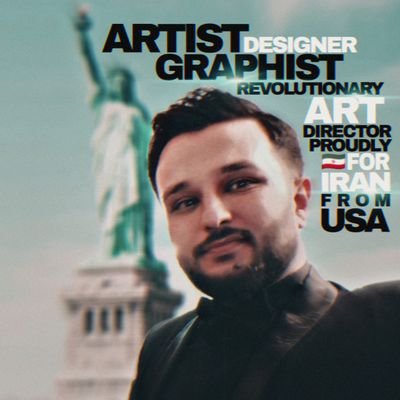 ARTIST DESIGNER
GRAPHIST
REVOLUTIONARY
ART
DIRECTOR
PROUDLY
FOR
IRAN
FROM
USA